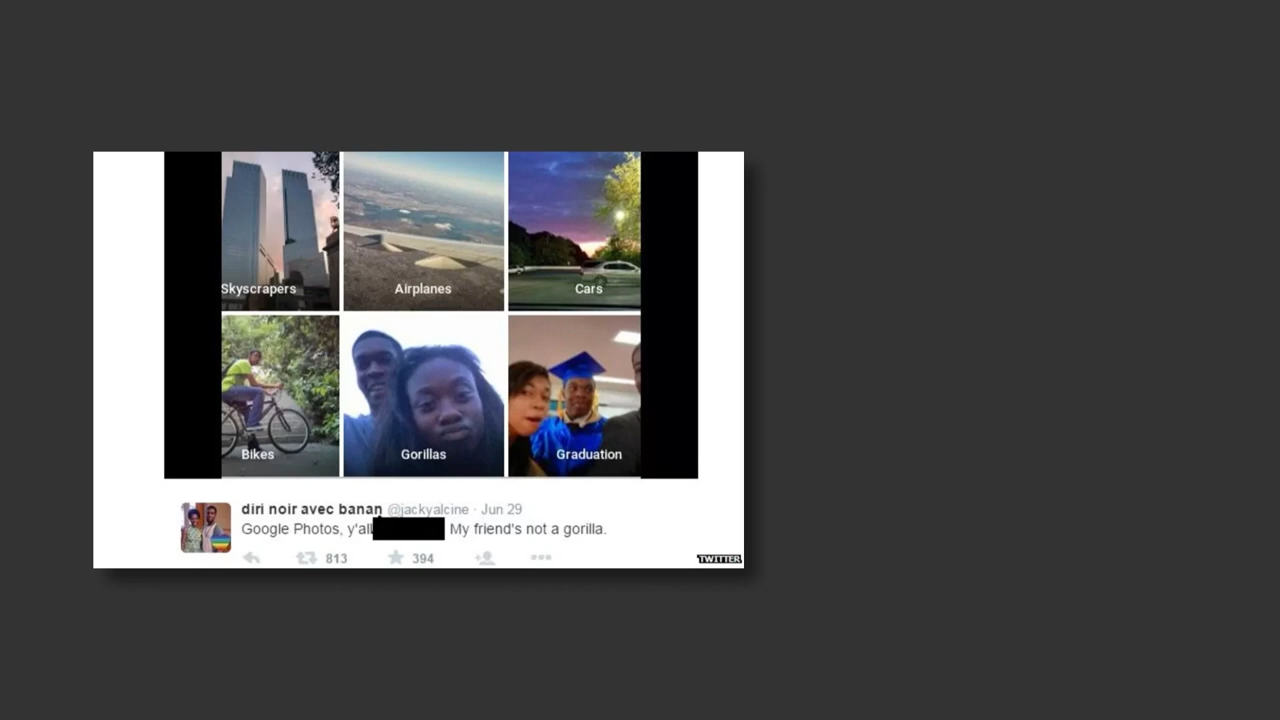 Skyscrapers
Airplanes
Cars
Bikes
Gorillas
Graduation
diri noir avec banan @jackyalcine · Jun 29
Google Photos, y'all My friend's not a gorilla.
813 394
TWITTER